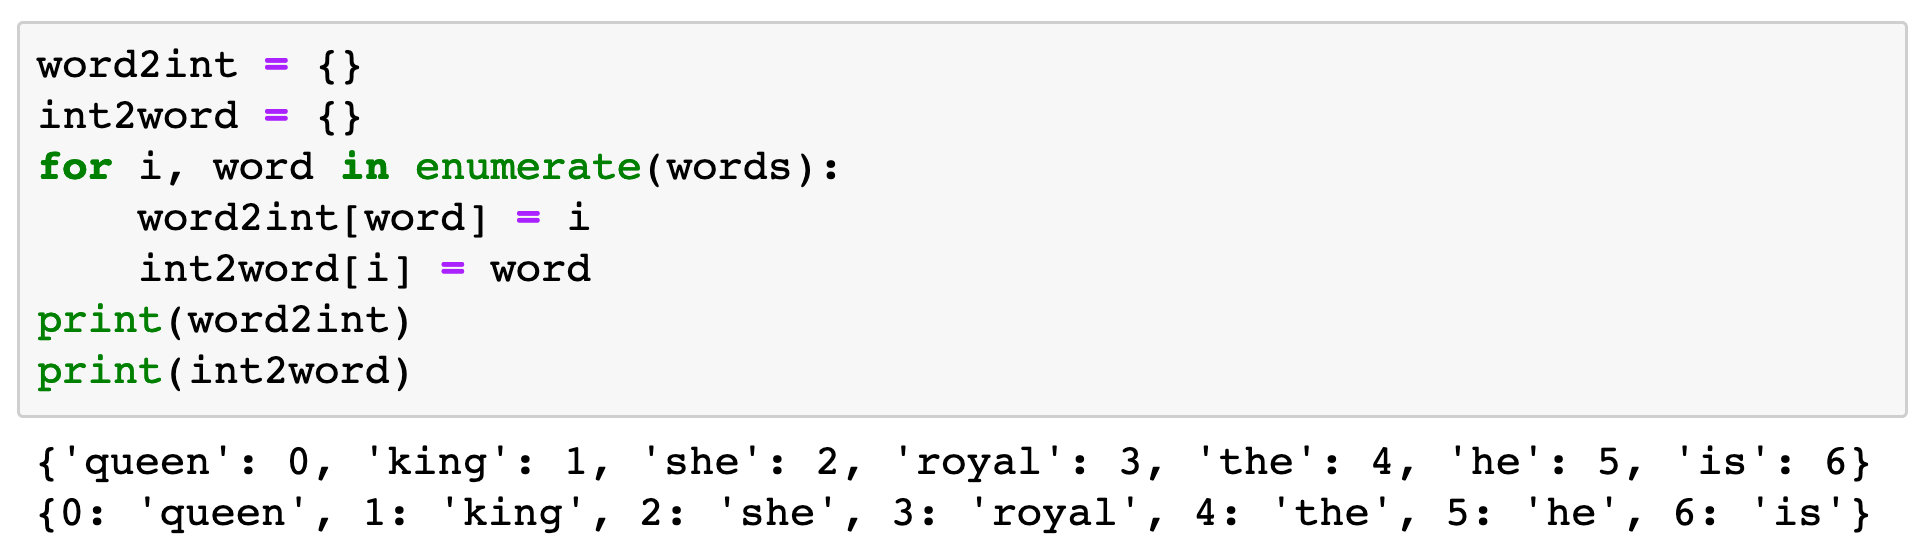 word2int = {}
int2word = {}
for i, word in enumerate(words):
    word2int[word] = i
    int2word[i] = word
print(word2int)
print(int2word)
{'queen': 0, 'king': 1, 'she': 2, 'royal': 3, 'the': 4, 'he': 5, 'is': 6}
{0: 'queen', 1: 'king', 2: 'she', 3: 'royal', 4: 'the', 5: 'he', 6: 'is'}